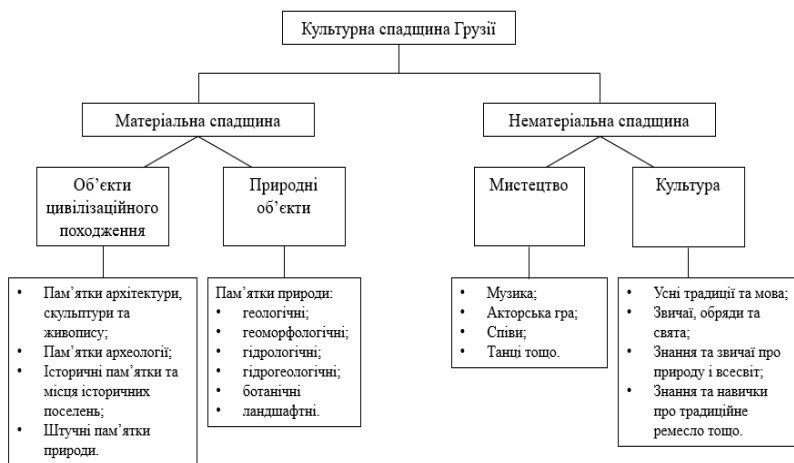 Культурна спадщина Грузії
Матеріальна спадщина
Нематеріальна спадщина
Об’єкти
цивілізаційного
походження
Природні
об’єкти
Мистецтво
Культура
• Пам’ятки архітектури,
скульптури та
живопису;
• Пам’ятки археології;
• Історичні пам’ятки та
місця історичних
поселень;
• Штучні пам’ятки
природи.
Пам’ятки природи:
• геологічні;
• геоморфологічні;
• гідрологічні;
• гідрогеологічні;
• ботанічні
• ландшафтні.
• Музика;
• Акторська гра;
• Співи;
• Танці тощо.
• Усні традиції та мова;
• Звичаї, обряди та
свята;
• Знання та звичаї про
природу і всесвіт;
• Знання та навички
про традиційне
ремесло тощо.